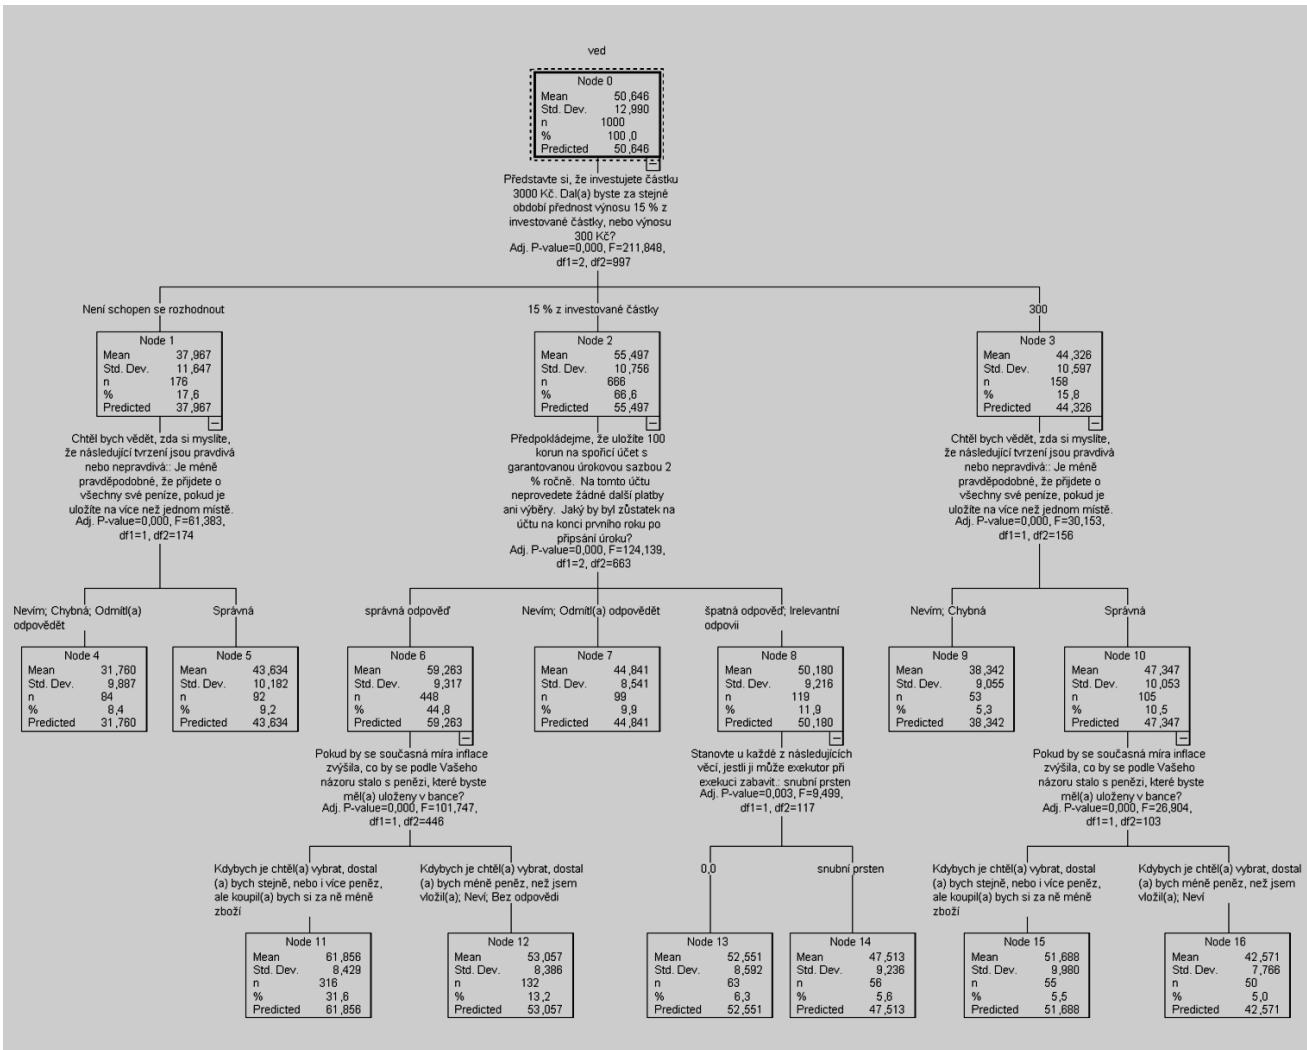 ved
Node 0
Mean 50,646
Std. Dev. 12,990
n 1000
% 100,0
Predicted 50,646
Představte si, že investujete částku
3000 Kč. Dal(a) byste za stejné
období přednost výnosu 15 % z
investované částky, nebo výnosu
300 Kč?
Adj. P-value=0,000, F=211,848,
df1=2, df2=997
Není schopen se rozhodnout
15 % z investované částky
300
Node 1
Mean 37,967
Std. Dev. 11,647
n 176
% 17,6
Predicted 37,967
Node 2
Mean 55,497
Std. Dev. 10,756
n 666
% 66,6
Predicted 55,497
Node 3
Mean 44,326
Std. Dev. 10,597
n 158
% 15,8
Predicted 44,326
Chtěl bych vědět, zda si myslíte,
že následující tvrzení jsou pravdivá
nebo nepravdivá:: Je méně
pravděpodobné, že přijdete o
všechny své peníze, pokud je
uložíte na více než jednom místě.
Adj. P-value=0,000, F=61,383,
df1=1, df2=174
Předpokládejme, že uložíte 100
korun na spořicí účet s
garantovanou úrokovou sazbou 2
% ročně.  Na tomto účtu
neprovedete žádné další platby
ani výběry.  Jaký by byl zůstatek na
účtu na konci prvního roku po
připsání úroku?
Adj. P-value=0,000, F=124,139,
df1=2, df2=663
Chtěl bych vědět, zda si myslíte,
že následující tvrzení jsou pravdivá
nebo nepravdivá:: Je méně
pravděpodobné, že přijdete o
všechny své peníze, pokud je
uložíte na více než jednom místě.
Adj. P-value=0,000, F=30,153,
df1=1, df2=156
Nevím; Chybná; Odmítl(a)
odpovědět
Správná
správná odpověď
Nevím; Odmítl(a) odpovědět
špatná odpověď; Irelevantní
odpovii
Nevím; Chybná
Správná
Node 4
Mean 31,760
Std. Dev. 9,887
n 84
% 8,4
Predicted 31,760
Node 5
Mean 43,634
Std. Dev. 10,182
n 92
% 9,2
Predicted 43,634
Node 6
Mean 59,263
Std. Dev. 9,317
n 448
% 44,8
Predicted 59,263
Node 7
Mean 44,841
Std. Dev. 8,541
n 99
% 9,9
Predicted 44,841
Node 8
Mean 50,180
Std. Dev. 9,216
n 119
% 11,9
Predicted 50,180
Node 9
Mean 38,342
Std. Dev. 9,055
n 53
% 5,3
Predicted 38,342
Node 10
Mean 47,347
Std. Dev. 10,053
n 105
% 10,5
Predicted 47,347
Pokud by se současná míra inflace
zvýšila, co by se podle Vašeho
názoru stalo s penězi, které byste
měl(a) uloženy v bance?
Adj. P-value=0,000, F=101,747,
df1=1, df2=446
Stanovte u každé z následujících
věcí, jestli ji může exekutor při
exekuci zabavit.: snubní prsten
Adj. P-value=0,003, F=9,499,
df1=1, df2=117
Pokud by se současná míra inflace
zvýšila, co by se podle Vašeho
názoru stalo s penězi, které byste
měl(a) uloženy v bance?
Adj. P-value=0,000, F=26,904,
df1=1, df2=103
Kdybych je chtěl(a) vybrat, dostal
(a) bych stejně, nebo i více peněz,
ale koupil(a) bych si za ně méně
zboží
Kdybych je chtěl(a) vybrat, dostal
(a) bych méně peněz, než jsem
vložil(a); Neví; Bez odpovědi
0,0
snubní prsten
Kdybych je chtěl(a) vybrat, dostal
(a) bych stejně, nebo i více peněz,
ale koupil(a) bych si za ně méně
zboží
Kdybych je chtěl(a) vybrat, dostal
(a) bych méně peněz, než jsem
vložil(a); Neví
Node 11
Mean 61,856
Std. Dev. 8,429
n 316
% 31,6
Predicted 61,856
Node 12
Mean 53,057
Std. Dev. 8,386
n 132
% 13,2
Predicted 53,057
Node 13
Mean 52,551
Std. Dev. 8,592
n 63
% 6,3
Predicted 52,551
Node 14
Mean 47,513
Std. Dev. 9,236
n 56
% 5,6
Predicted 47,513
Node 15
Mean 51,688
Std. Dev. 9,980
n 55
% 5,5
Predicted 51,688
Node 16
Mean 42,571
Std. Dev. 7,766
n 50
% 5,0
Predicted 42,571